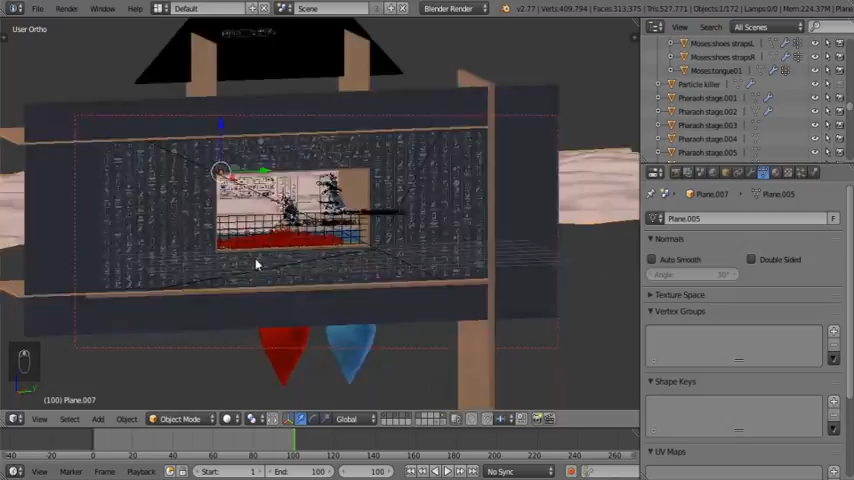 File Render Window Help Default Scene Blender Render v2.77 | Verts:409,794 | Faces:313,375 | Tris:527,771 | Objects:1/172 | Lamps:0/0 | Mem:224.37M | Plane.
User Ortho
View Search All Scenes
Moses:shoes strapsL
Moses:shoes strapsR
Moses:tongue01
Particle killer
Pharaoh stage.001
Pharaoh stage.002
Pharaoh stage.003
Pharaoh stage.004
Pharaoh stage.005
Plane.007 Plane.005
Plane.005 F
Normals
Auto Smooth Double Sided
Angle: 30°
Texture Space
Vertex Groups
Shape Keys
UV Maps
(100) Plane.007
View Select Add Object Object Mode Global
-40 -20 0 20 40 60 80 100 120 140 160 180 200 220 240
View Marker Frame Playback Start: 1 End: 100 100 No Sync